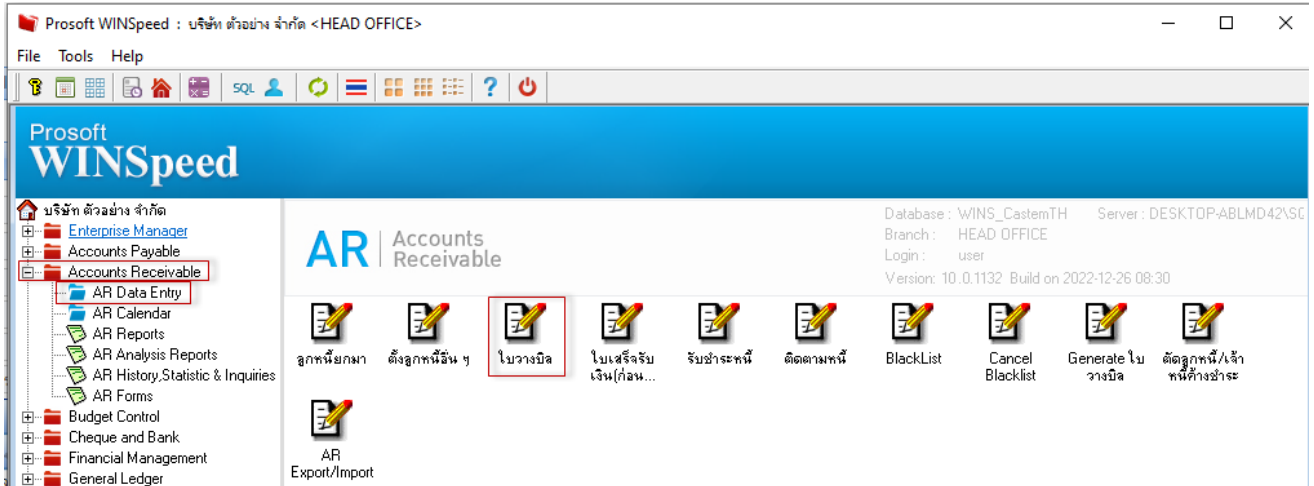 Prosoft WINSpeed : บริษัท ตัวอย่าง จำกัด <HEAD OFFICE>
File Tools Help
SQL
Prosoft
WINSpeed
บริษัท ตัวอย่าง จำกัด
Enterprise Manager
Accounts Payable
Accounts Receivable
AR Data Entry
AR Calendar
AR Reports
AR Analysis Reports
AR History,Statistic & Inquiries
AR Forms
Budget Control
Cheque and Bank
Financial Management
General Ledger
AR Accounts
Receivable
Database : WINS_CastemTH Server : DESKTOP-ABLMD42\SC
Branch : HEAD OFFICE
Login : user
Version: 10.0.1132 Build on 2022-12-26 08:30
ลูกหนี้ยกมา
ตั้งลูกหนี้อื่น ๆ
ใบวางบิล
ใบเสร็จรับ
เงิน(ก่อน...
รับชำระหนี้
ติดตามหนี้
BlackList
Cancel
Blacklist
Generate ใบ
วางบิล
ตัดลูกหนี้/เจ้า
หนี้ค้างชำระ
AR
Export/Import